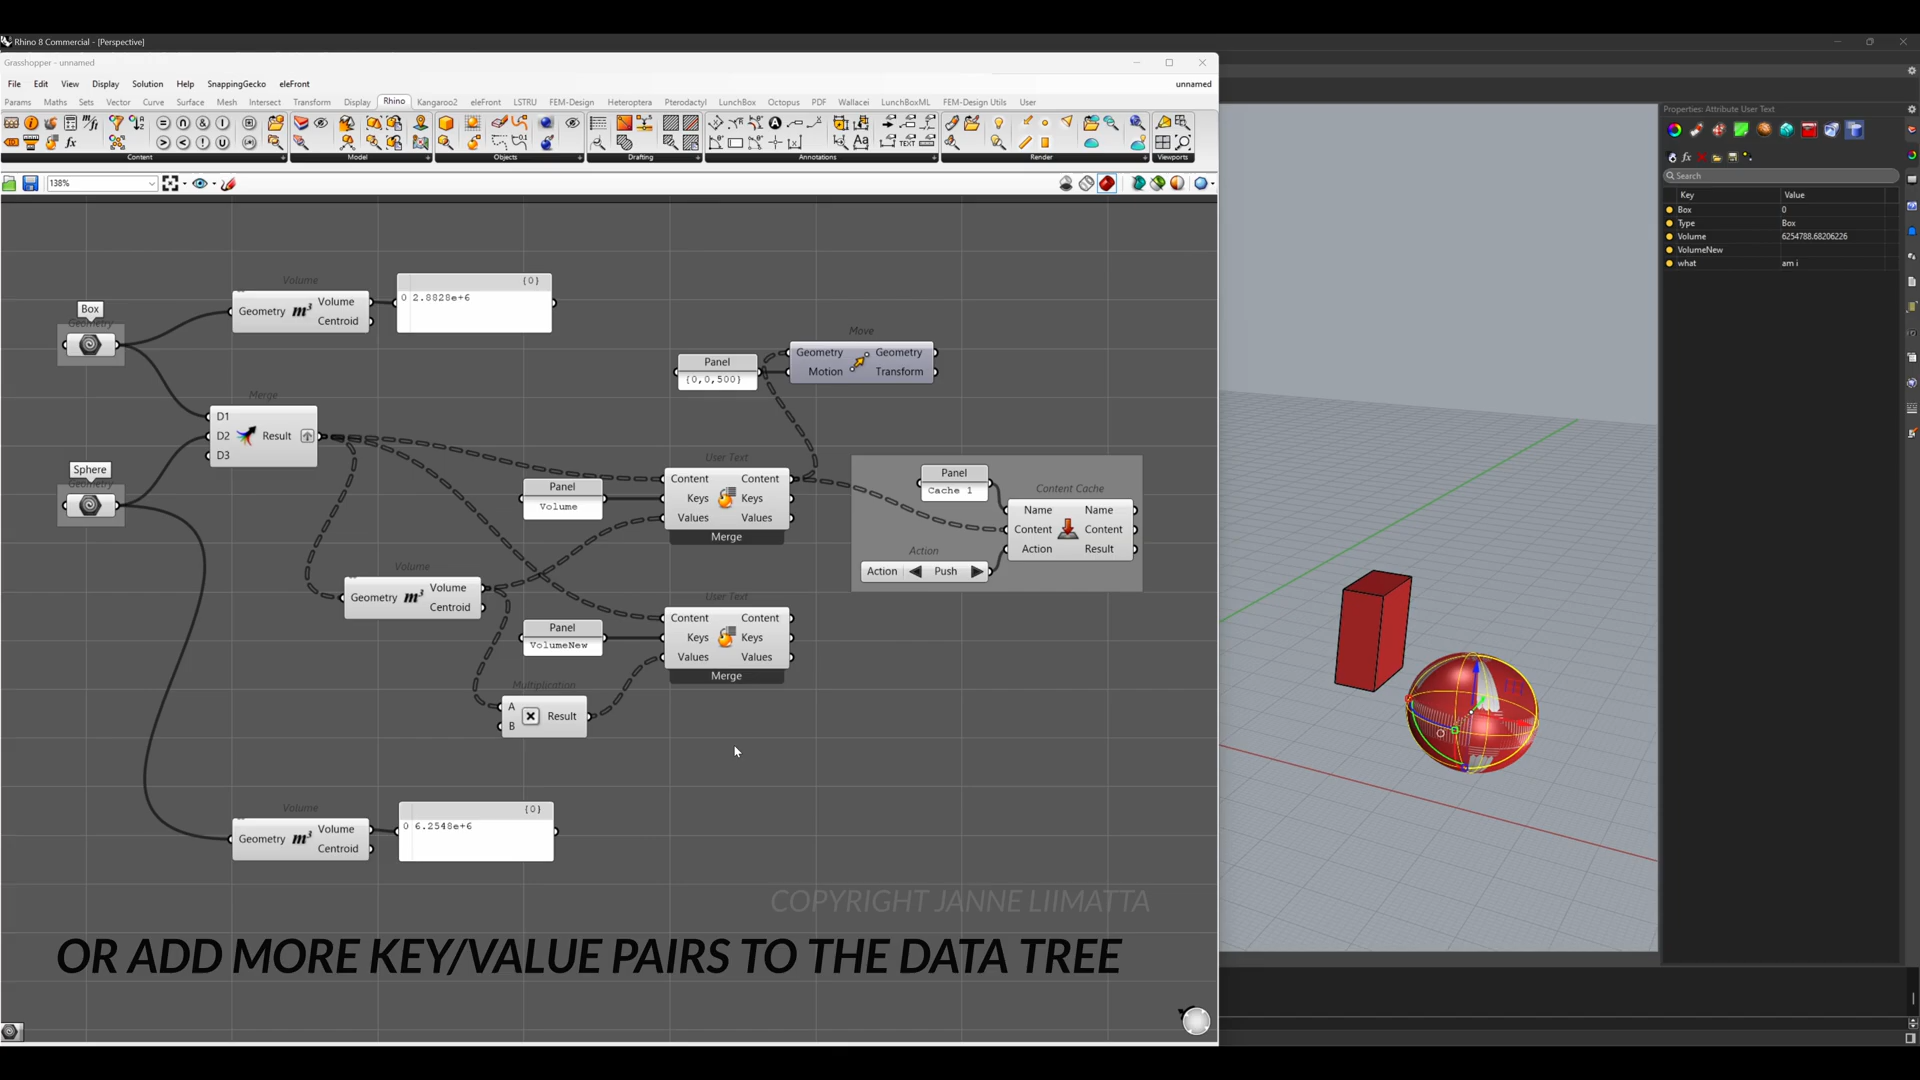 Rhino 8 Commercial - [Perspective]
Grasshopper - unnamed
File Edit View Display Solution Help SnappingGecko eleFront unnamed
Params Maths Sets Vector Curve Surface Mesh Intersect Transform Display Rhino Kangaroo2 eleFront LSTRU FEM-Design Heteroptera Pterodactyl LunchBox Octopus PDF Wallacei LunchBoxML FEM-Design Utils User
Content Model Objects Drafting Annotations Render Viewports
138%
Properties: Attribute User Text
Search
Key Value
Box 0
Type Box
Volume 6254788.68206226
VolumeNew
what am i
Volume
Geometry m³ Volume
Centroid
{0}
0 2.8828e+6
Box
Geometry
Move
Geometry Geometry
Motion Transform
Panel
{0,0,500}
Merge
D1
D2 Result
D3
Sphere
Geometry
User Text
Content Content
Keys Keys
Values Values
Merge
Panel
Volume
Panel
Cache 1
Content Cache
Name Name
Content Content
Action Result
Action
Action Push
Volume
Geometry m³ Volume
Centroid
User Text
Content Content
Keys Keys
Values Values
Merge
Panel
VolumeNew
Multiplication
A
B
Result
Volume
Geometry m³ Volume
Centroid
{0}
0 6.2548e+6
COPYRIGHT JANNE LIIMATTA
OR ADD MORE KEY/VALUE PAIRS TO THE DATA TREE